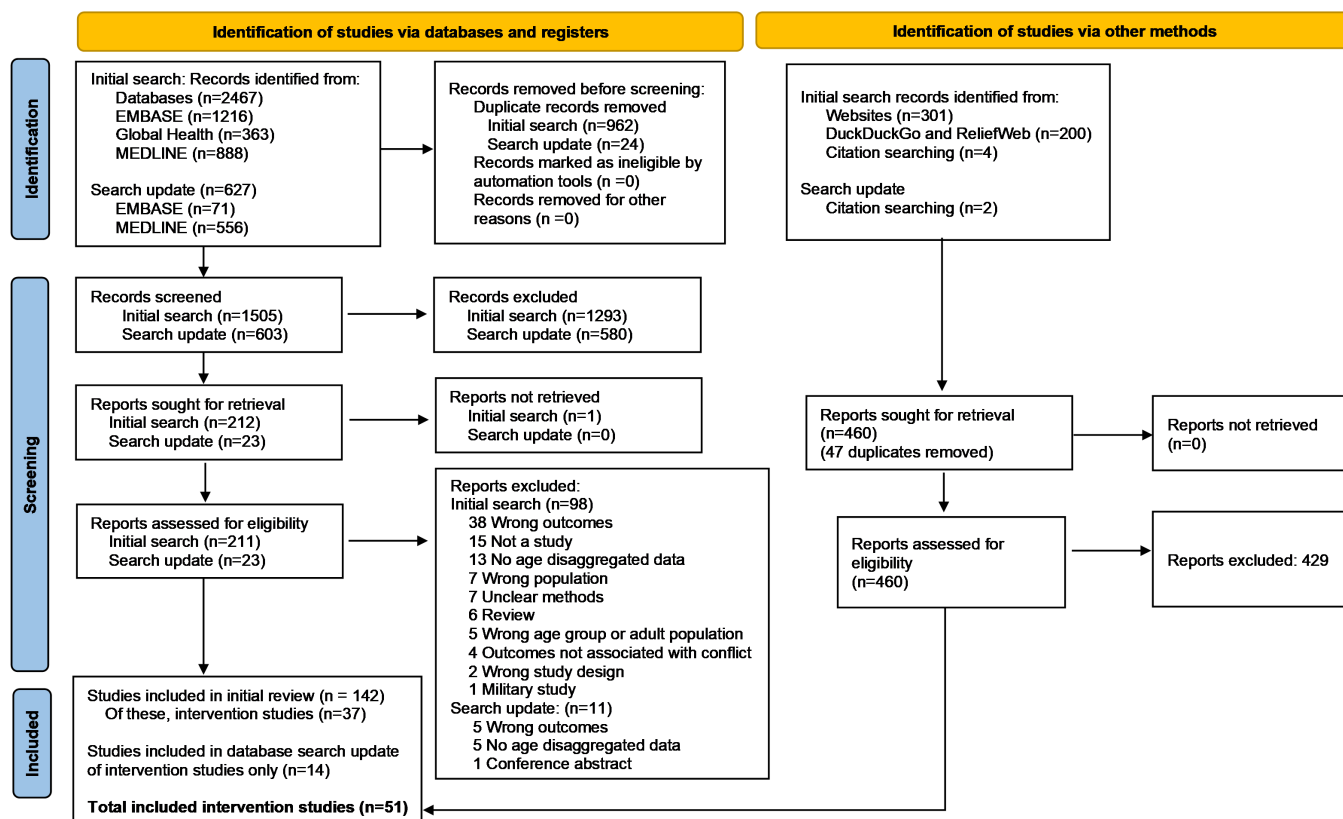 Identification of studies via databases and registers
Identification of studies via other methods
Identification
Initial search: Records identified from:
Databases (n=2467)
EMBASE (n=1216)
Global Health (n=363)
MEDLINE (n=888)
Search update (n=627)
EMBASE (n=71)
MEDLINE (n=556)
Records removed before screening:
Duplicate records removed
Initial search (n=962)
Search update (n=24)
Records marked as ineligible by
automation tools (n =0)
Records removed for other
reasons (n =0)
Initial search records identified from:
Websites (n=301)
DuckDuckGo and ReliefWeb (n=200)
Citation searching (n=4)
Search update
Citation searching (n=2)
Screening
Records screened
Initial search (n=1505)
Search update (n=603)
Records excluded
Initial search (n=1293)
Search update (n=580)
Reports sought for retrieval
Initial search (n=212)
Search update (n=23)
Reports not retrieved
Initial search (n=1)
Search update (n=0)
Reports sought for retrieval
(n=460)
(47 duplicates removed)
Reports not retrieved
(n=0)
Reports assessed for eligibility
Initial search (n=211)
Search update (n=23)
Reports excluded:
Initial search (n=98)
38 Wrong outcomes
15 Not a study
13 No age disaggregated data
7 Wrong population
7 Unclear methods
6 Review
5 Wrong age group or adult population
4 Outcomes not associated with conflict
2 Wrong study design
1 Military study
Search update: (n=11)
5 Wrong outcomes
5 No age disaggregated data
1 Conference abstract
Reports assessed for
eligibility
(n=460)
Reports excluded: 429
Included
Studies included in initial review (n = 142)
Of these, intervention studies (n=37)
Studies included in database search update
of intervention studies only (n=14)
Total included intervention studies (n=51)